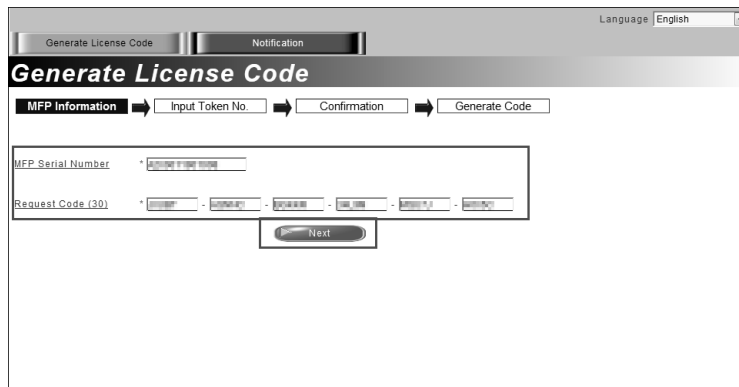 Language English
Generate License Code Notification
Generate License Code
MFP Information Input Token No. Confirmation Generate Code
MFP Serial Number *
Request Code (30) * - - - - -
Next